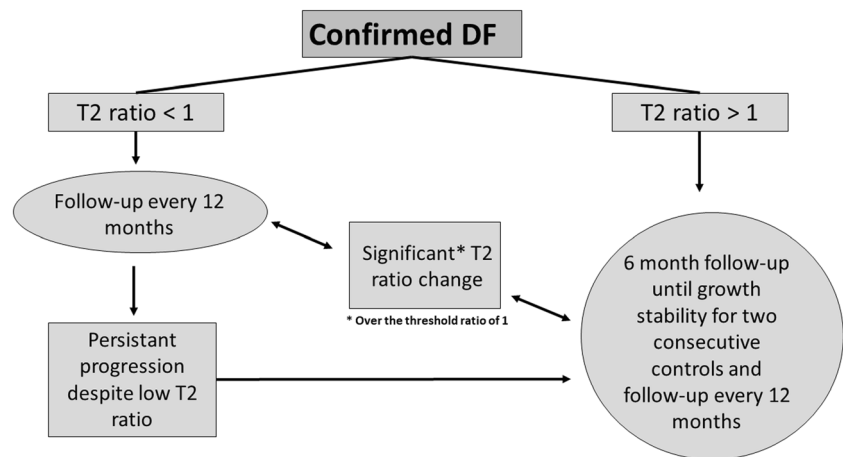 Confirmed DF
T2 ratio < 1
T2 ratio > 1
Follow-up every 12
months
Significant* T2
ratio change
* Over the threshold ratio of 1
6 month follow-up
until growth
stability for two
consecutive
controls and
follow-up every 12
months
Persistant
progression
despite low T2
ratio